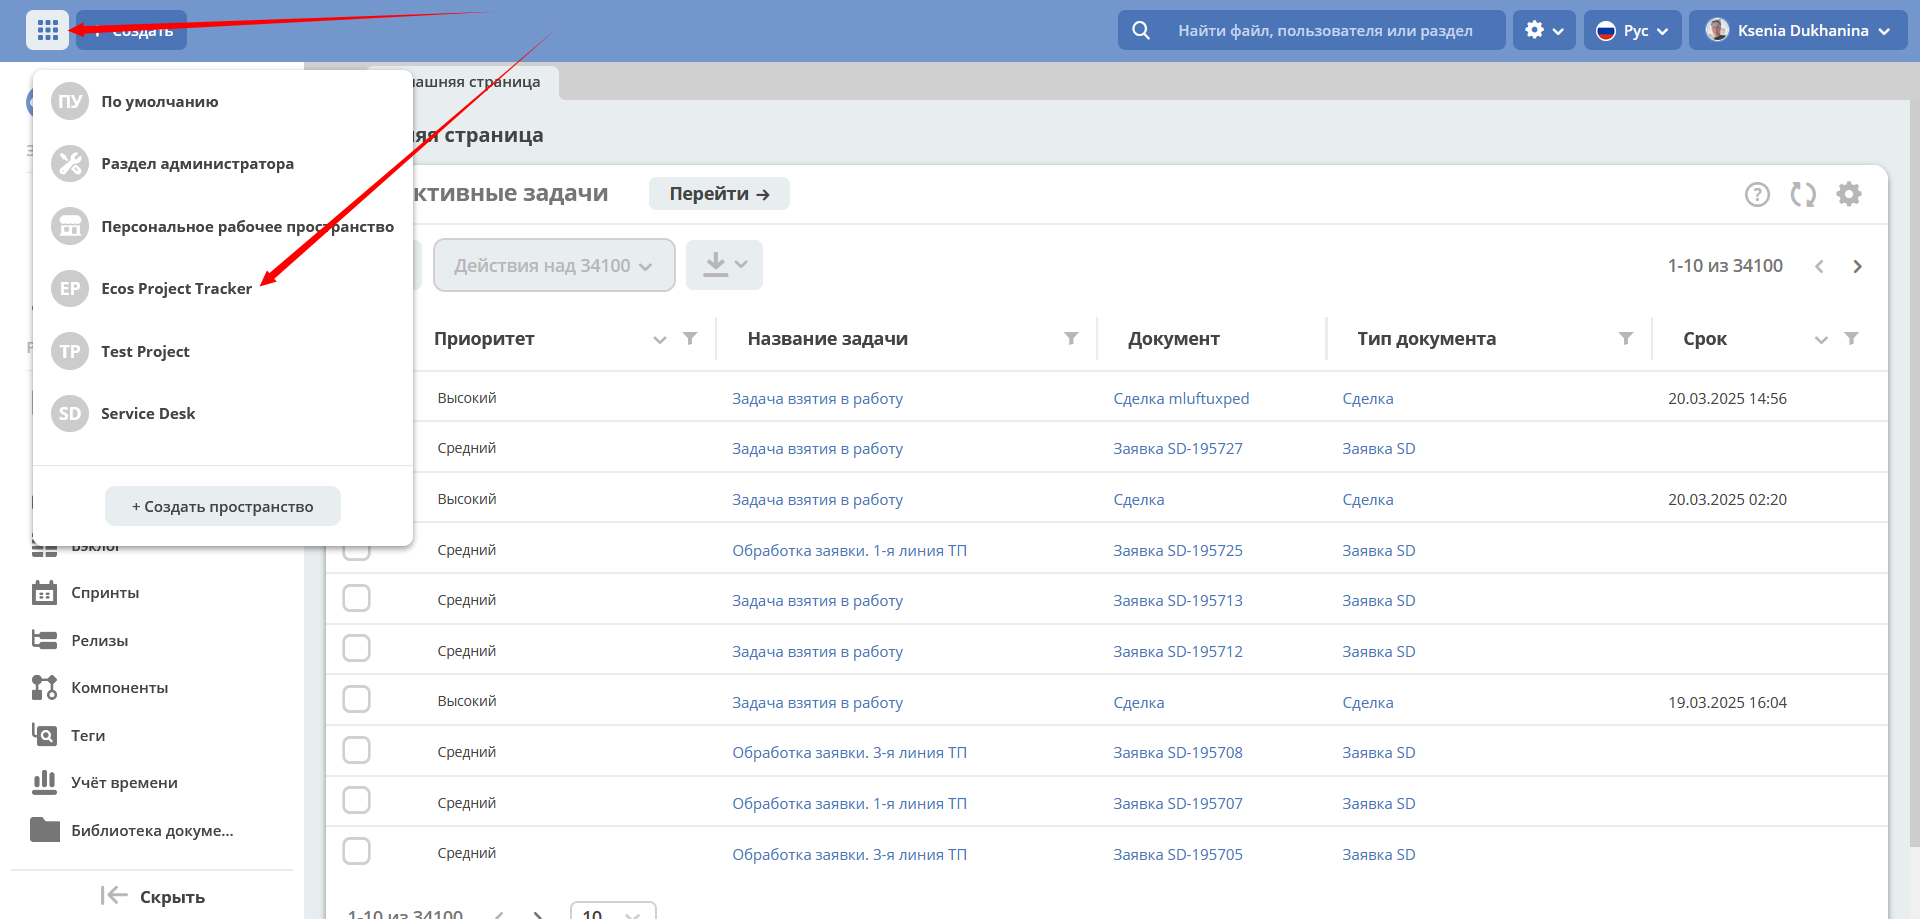 + Создать
Найти файл, пользователя или раздел
Рус
Ksenia Dukhanina
ашняя страница
ПУ По умолчанию
Раздел администратора
Персональное рабочее пространство
EP Ecos Project Tracker
TP Test Project
SD Service Desk
+ Создать пространство
Бэклог
Спринты
Релизы
Компоненты
Теги
Учёт времени
Библиотека докуме...
Скрыть
яя страница
ктивные задачи Перейти →
Действия над 34100
1-10 из 34100
Приоритет Название задачи Документ Тип документа Срок
Высокий Задача взятия в работу Сделка mluftuxped Сделка 20.03.2025 14:56
Средний Задача взятия в работу Заявка SD-195727 Заявка SD
Высокий Задача взятия в работу Сделка Сделка 20.03.2025 02:20
Средний Обработка заявки. 1-я линия ТП Заявка SD-195725 Заявка SD
Средний Задача взятия в работу Заявка SD-195713 Заявка SD
Средний Задача взятия в работу Заявка SD-195712 Заявка SD
Высокий Задача взятия в работу Сделка Сделка 19.03.2025 16:04
Средний Обработка заявки. 3-я линия ТП Заявка SD-195708 Заявка SD
Средний Обработка заявки. 1-я линия ТП Заявка SD-195707 Заявка SD
Средний Обработка заявки. 3-я линия ТП Заявка SD-195705 Заявка SD
1-10 из 34100 10